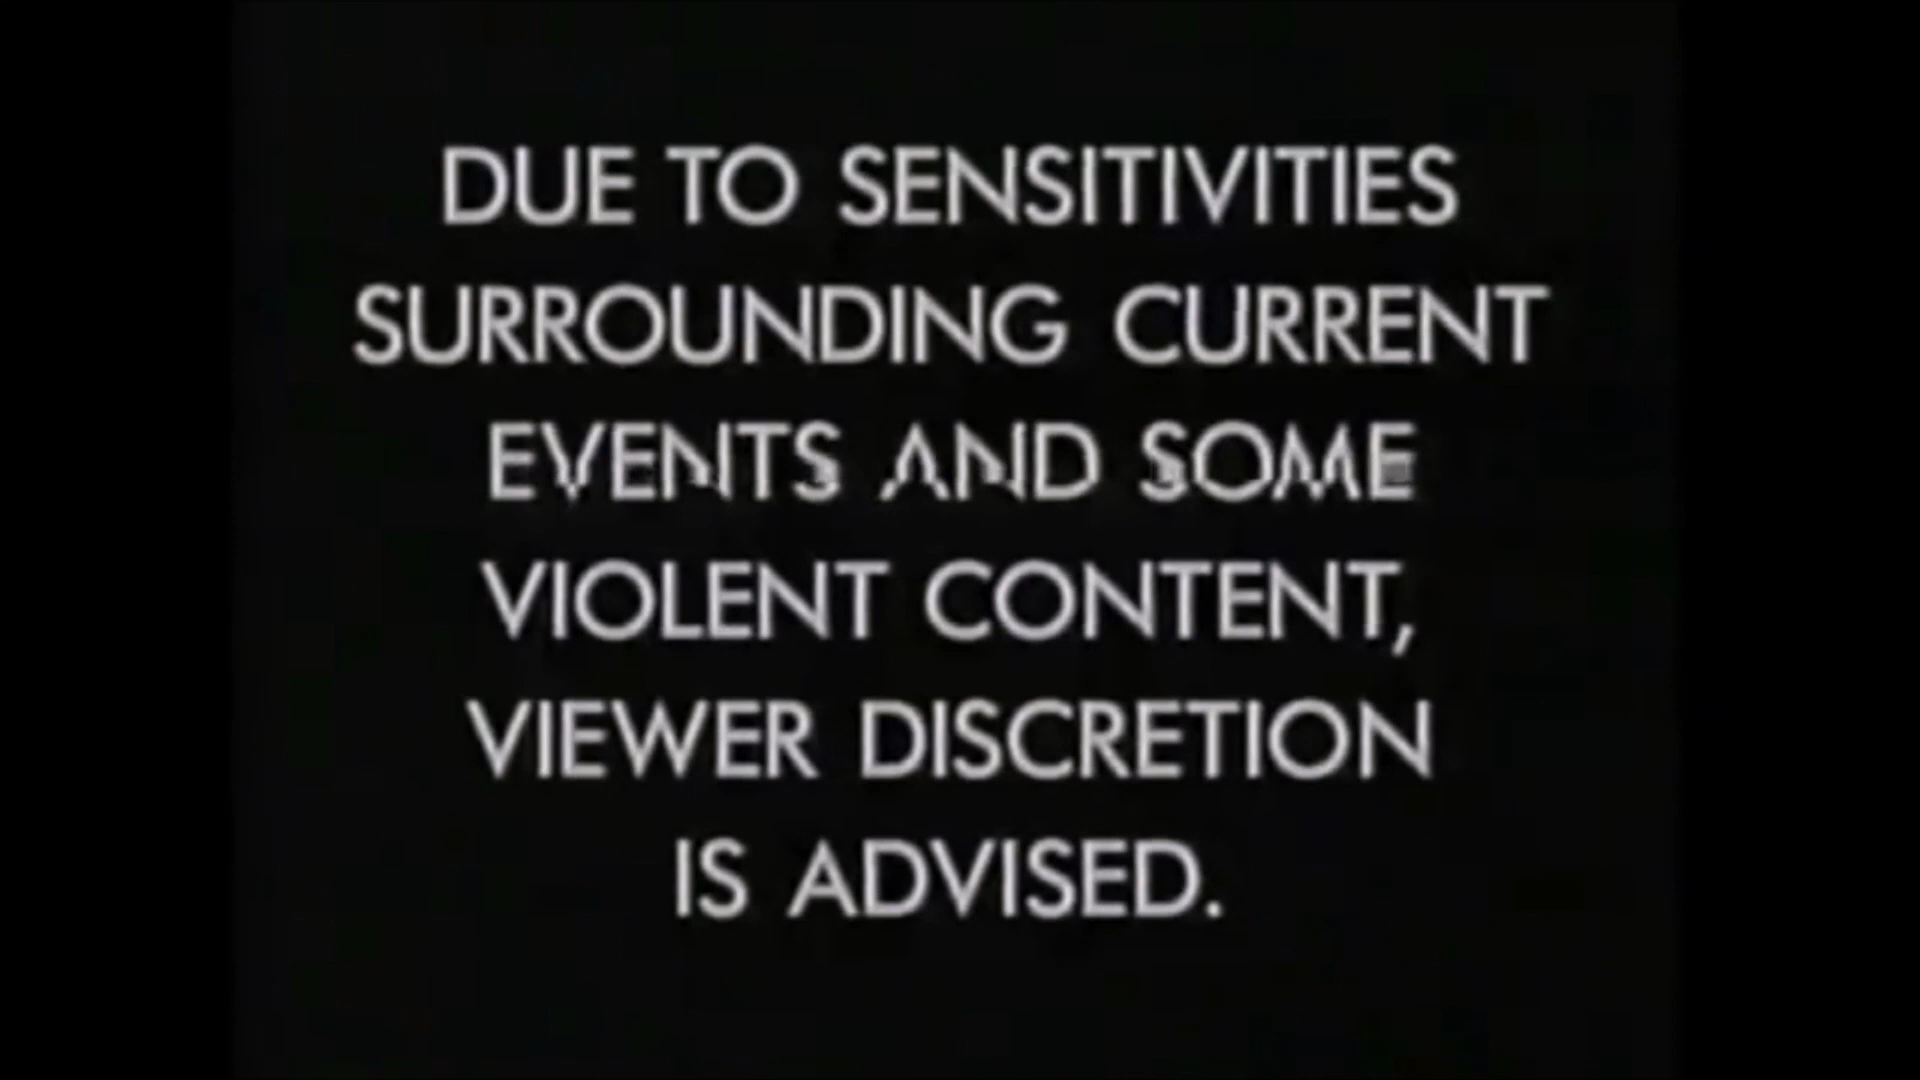 DUE TO SENSITIVITIES
SURROUNDING CURRENT
EVENTS AND SOME
VIOLENT CONTENT,
VIEWER DISCRETION
IS ADVISED.